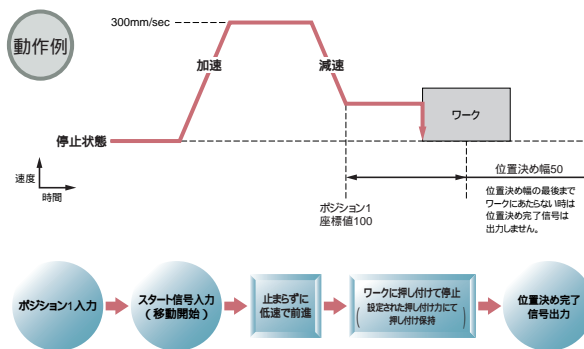 動作例
300mm/sec
加速
減速
ワーク
停止状態
速度
時間
位置決め幅50
ポジション1
座標値100
位置決め幅の最後まで
ワークにあたらない時は
位置決め完了信号は
出力しません。
ポジション1入力
スタート信号入力
(移動開始)
止まらずに
低速で前進
ワークに押し付けて停止
(設定された押し付け力にて
押し付け保持)
位置決め完了
信号出力